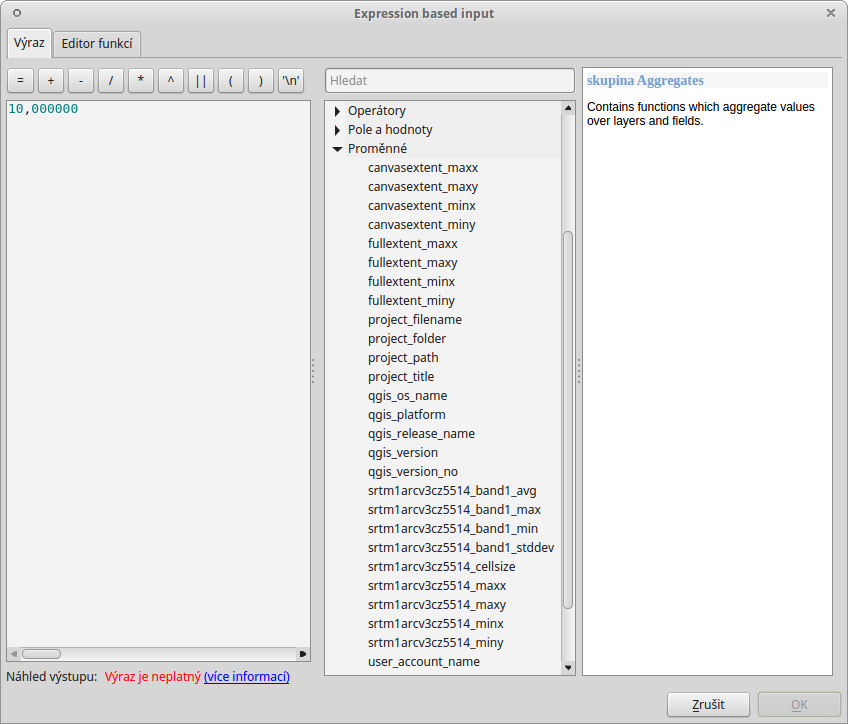 Expression based input
Výraz
Editor funkcí
= + - / * ^ || ( ) '\n'
10,000000
Náhled výstupu: Výraz je neplatný (více informací)
Hledat
Operátory
Pole a hodnoty
Proměnné
canvasextent_maxx
canvasextent_maxy
canvasextent_minx
canvasextent_miny
fullextent_maxx
fullextent_maxy
fullextent_minx
fullextent_miny
project_filename
project_folder
project_path
project_title
qgis_os_name
qgis_platform
qgis_release_name
qgis_version
qgis_version_no
srtm1arcv3cz5514_band1_avg
srtm1arcv3cz5514_band1_max
srtm1arcv3cz5514_band1_min
srtm1arcv3cz5514_band1_stddev
srtm1arcv3cz5514_cellsize
srtm1arcv3cz5514_maxx
srtm1arcv3cz5514_maxy
srtm1arcv3cz5514_minx
srtm1arcv3cz5514_miny
user_account_name
skupina Aggregates
Contains functions which aggregate values
over layers and fields.
Zrušit
OK